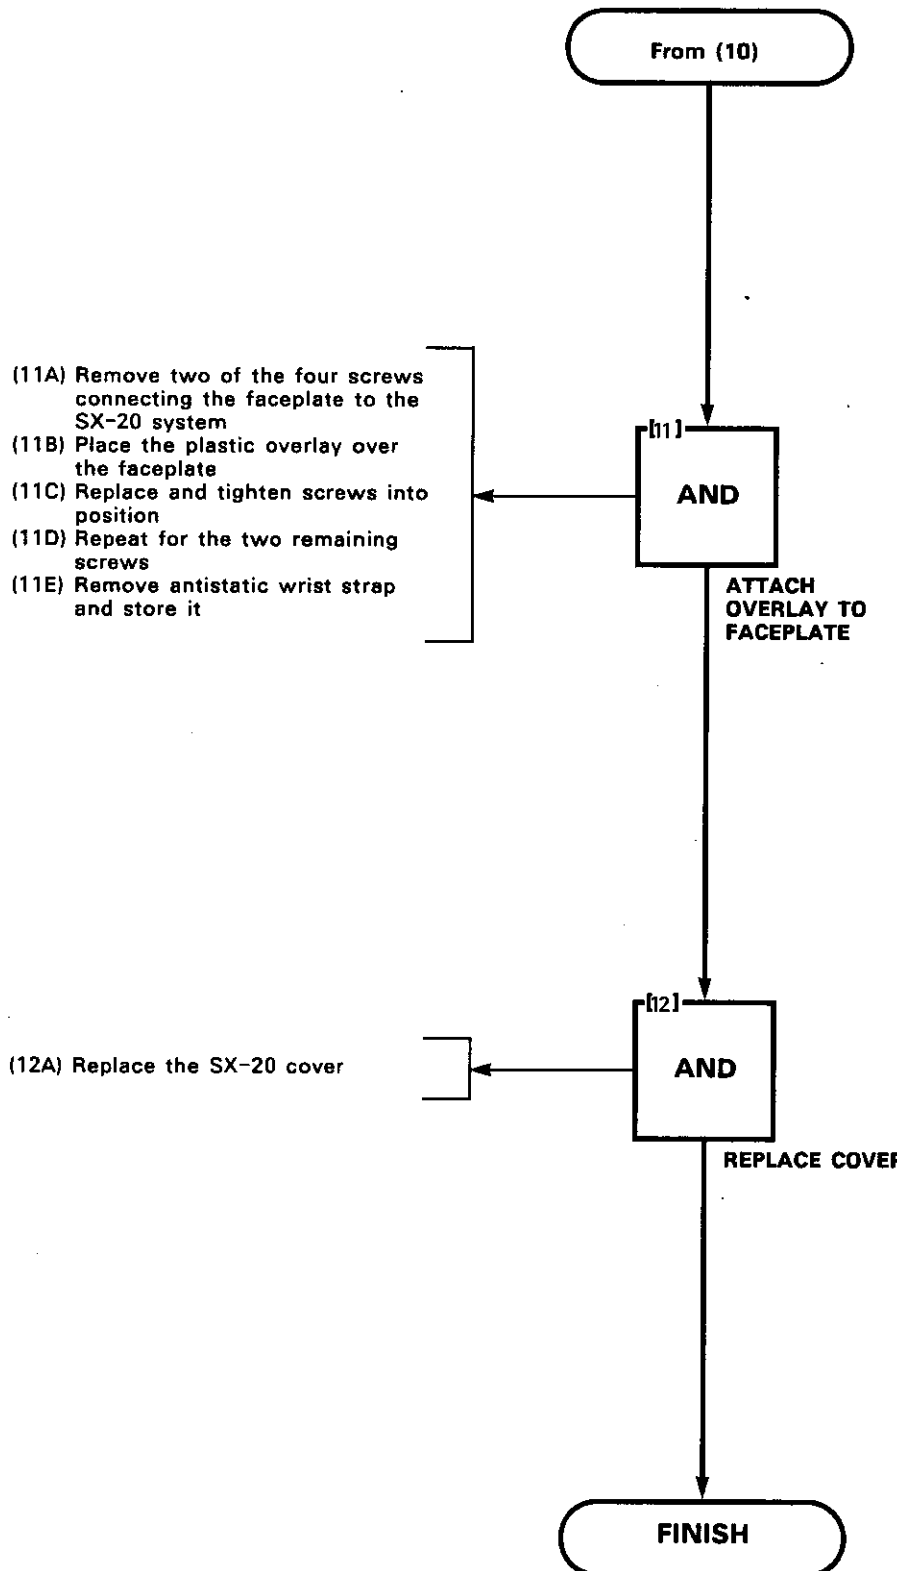 From (10)
(11A) Remove two of the four screws
connecting the faceplate to the
SX-20 system
(11B) Place the plastic overlay over
the faceplate
(11C) Replace and tighten screws into
position
(11D) Repeat for the two remaining
screws
(11E) Remove antistatic wrist strap
and store it
[11]
AND
ATTACH
OVERLAY TO
FACEPLATE
(12A) Replace the SX-20 cover
[12]
AND
REPLACE COVER
FINISH